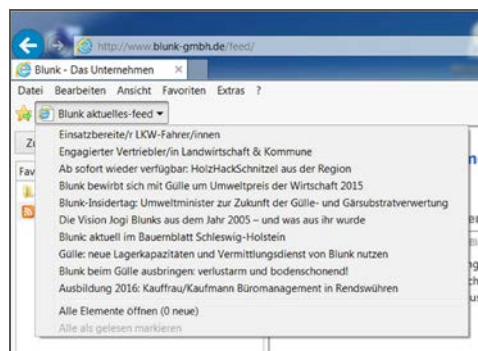 http://www.blunk-gmbh.de/feed/
Blunk - Das Unternehmen
Datei Bearbeiten Ansicht Favoriten Extras ?
Blunk aktuelles-feed
Einsatzbereite/r LKW-Fahrer/innen
Engagierter Vertriebler/in Landwirtschaft & Kommune
Ab sofort wieder verfügbar: HolzHackSchnitzel aus der Region
Blunk bewirbt sich mit Gülle um Umweltpreis der Wirtschaft 2015
Blunk-Insidertag: Umweltminister zur Zukunft der Gülle- und Gärsubstratverwertung
Die Vision Jogi Blunks aus dem Jahr 2005 – und was aus ihr wurde
Blunk: aktuell im Bauernblatt Schleswig-Holstein
Gülle: neue Lagerkapazitäten und Vermittlungsdienst von Blunk nutzen
Blunk beim Gülle ausbringen: verlustarm und bodenschonend!
Ausbildung 2016: Kauffrau/Kaufmann Büromanagement in Rendswühren
Alle Elemente öffnen (0 neue)
Alle als gelesen markieren